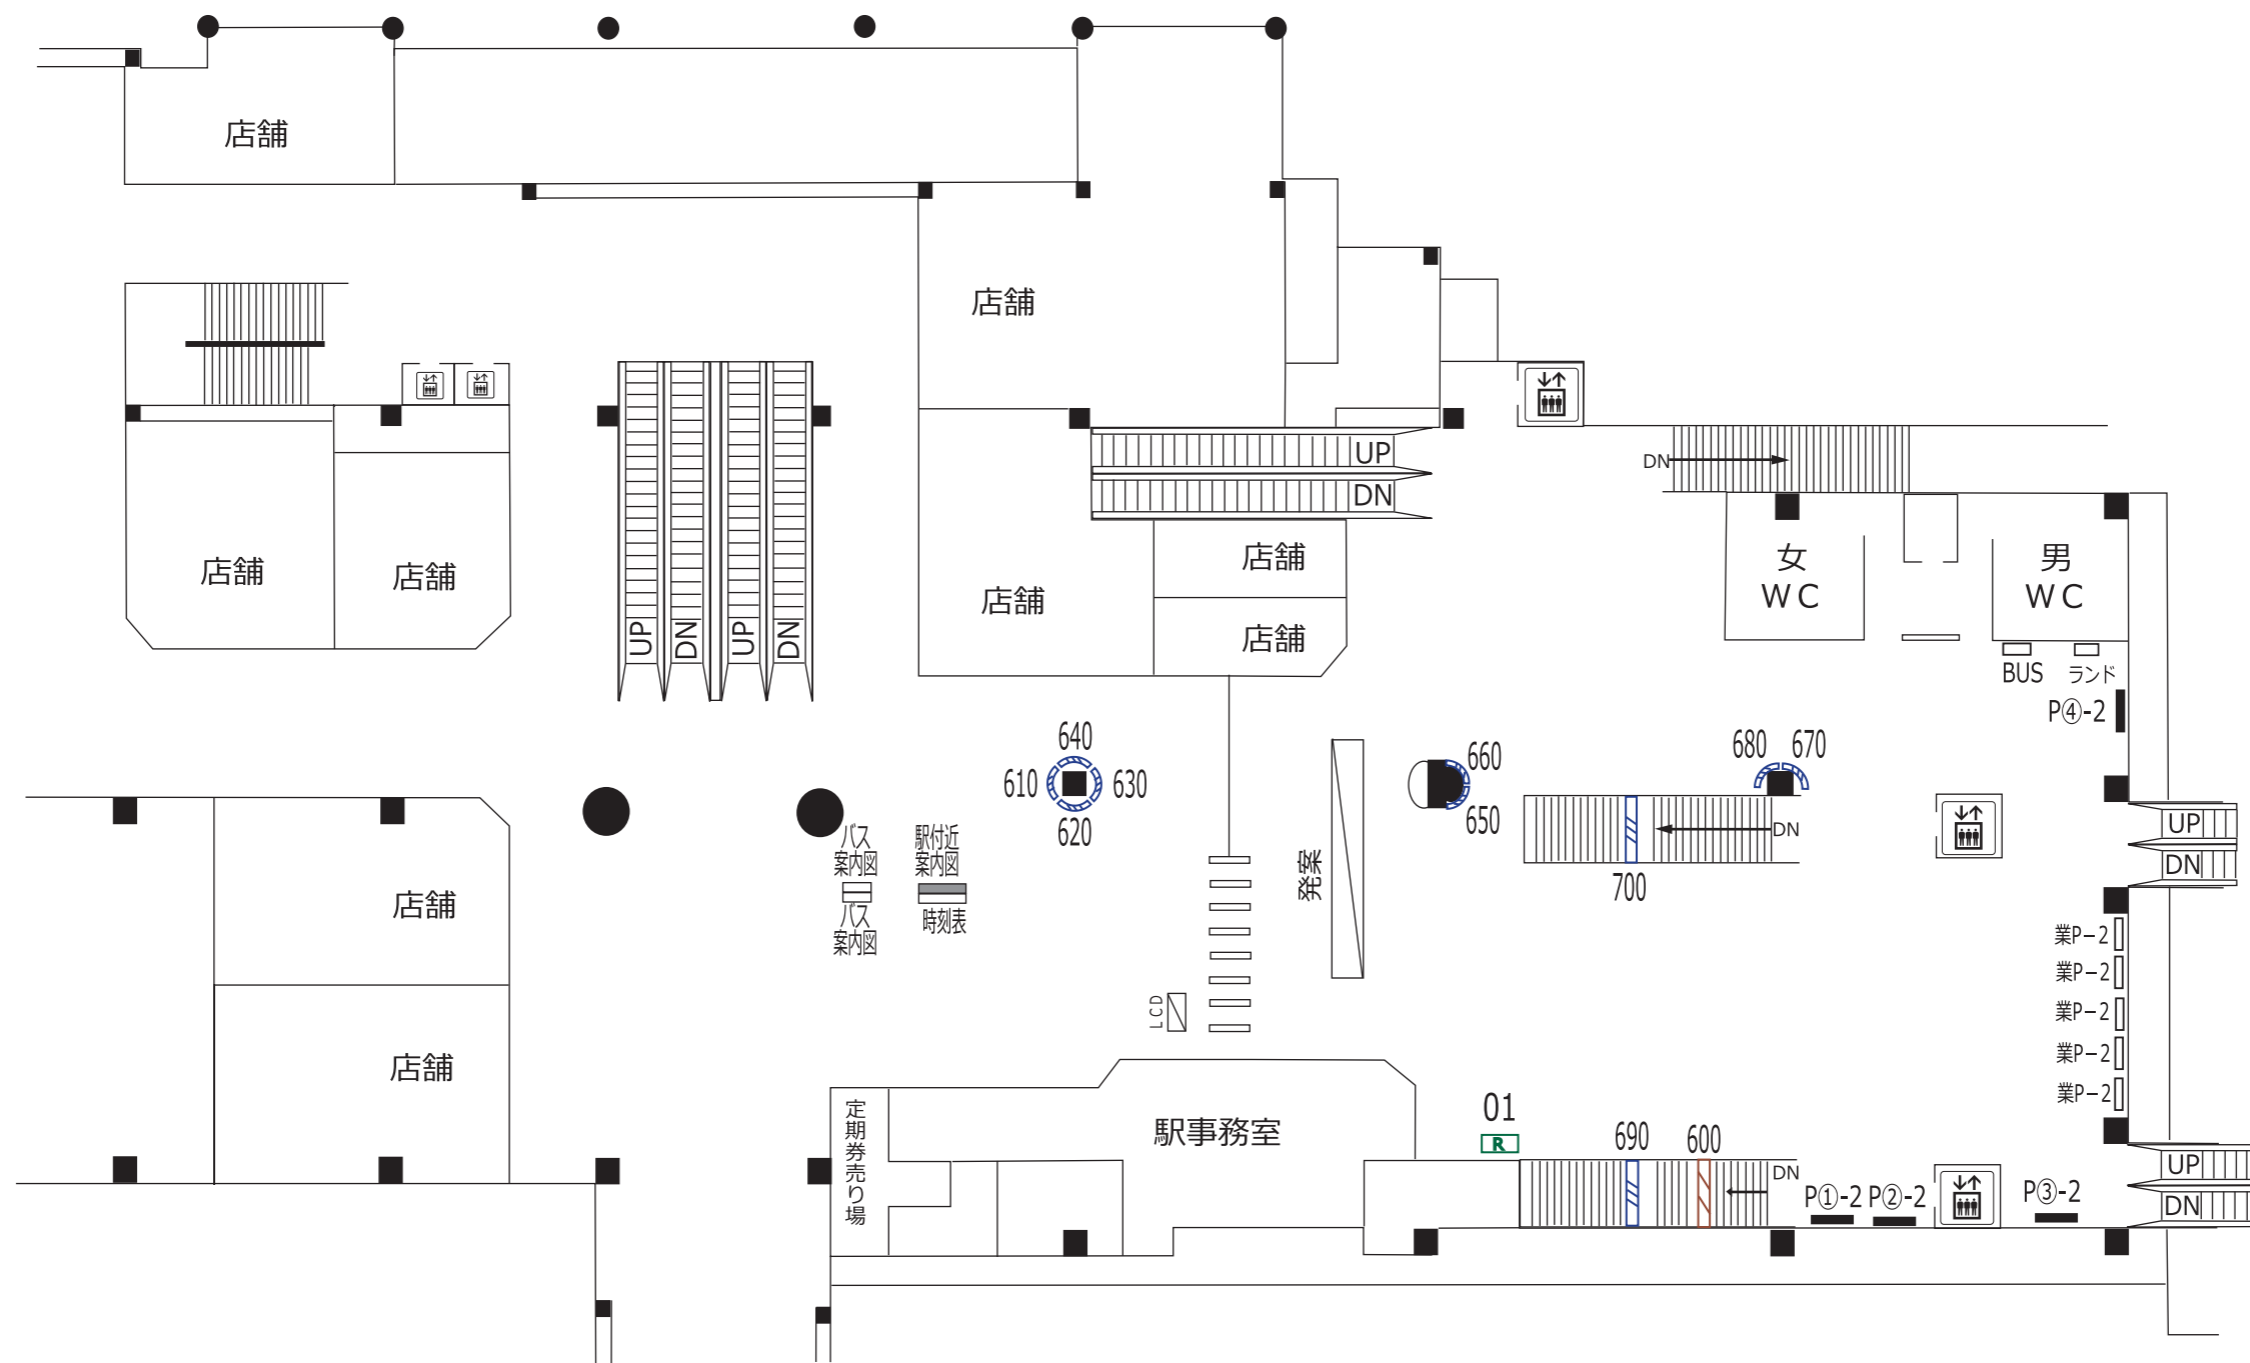 店舗
店舗
UP
DN
DN
女
WC
男
WC
店舗
店舗
店舗
店舗
店舗
UP
DN
UP
DN
BUS
ランド
P④-2
640
610
630
620
660
650
680
670
バス
案内図
バス
案内図
駅付近
案内図
時刻表
発案
DN
700
UP
DN
店舗
業P-2
業P-2
業P-2
業P-2
業P-2
LCD
店舗
定期券売り場
駅事務室
01
R
690
600
DN
P①-2
P②-2
P③-2
UP
DN